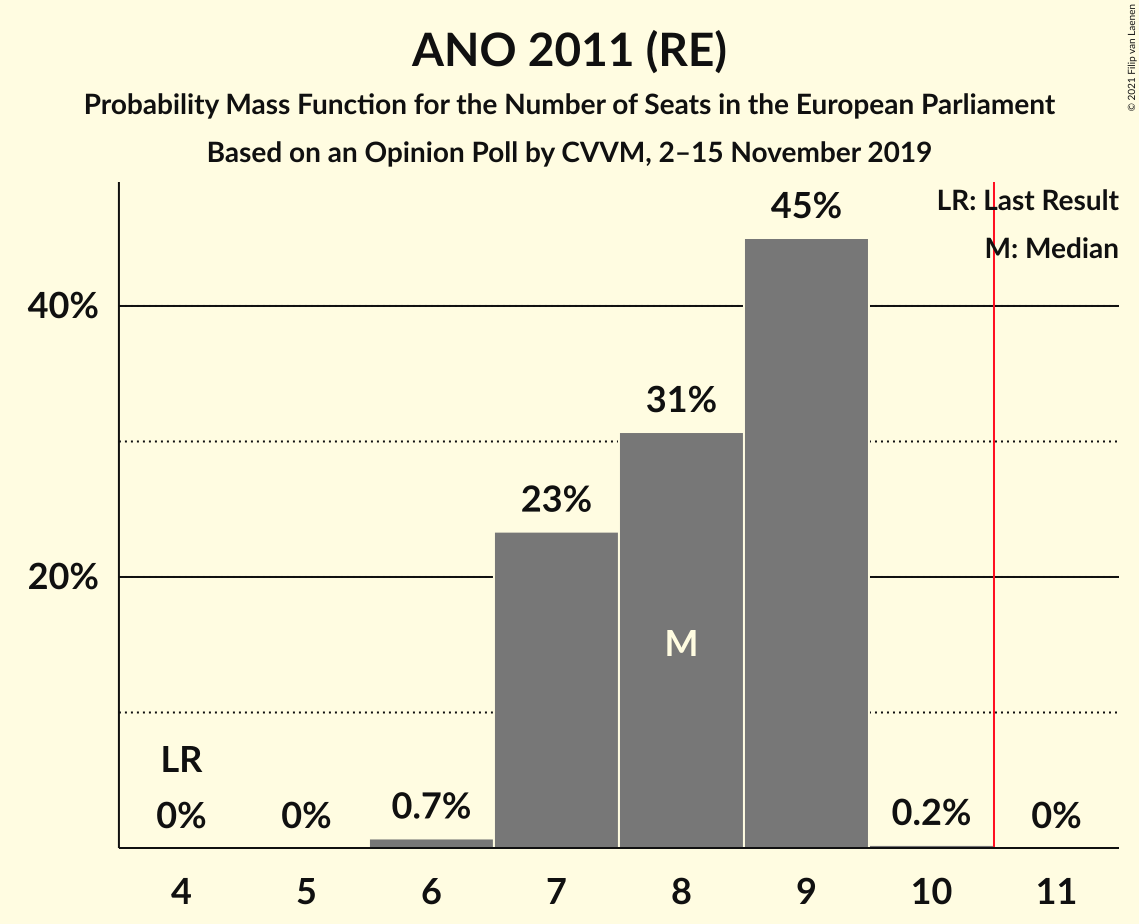 ANO 2011 (RE)
Probability Mass Function for the Number of Seats in the European Parliament
Based on an Opinion Poll by CVVM, 2–15 November 2019
© 2021 Filip van Laenen
LR: Last Result
M: Median
45%
40%
31%
23%
20%
M
LR
0%
0%
0.7%
0.2%
0%
4
5
6
7
8
9
10
11